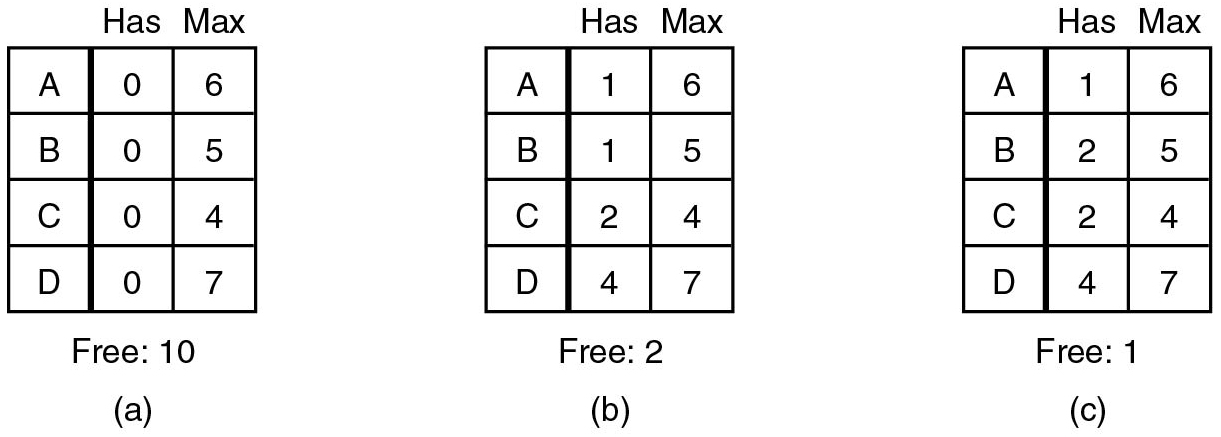 Has Max Has Max Has Max
A 0 6 A 1 6 A 1 6
B 0 5 B 1 5 B 2 5
C 0 4 C 2 4 C 2 4
D 0 7 D 4 7 D 4 7
Free: 10 Free: 2 Free: 1
(a) (b) (c)